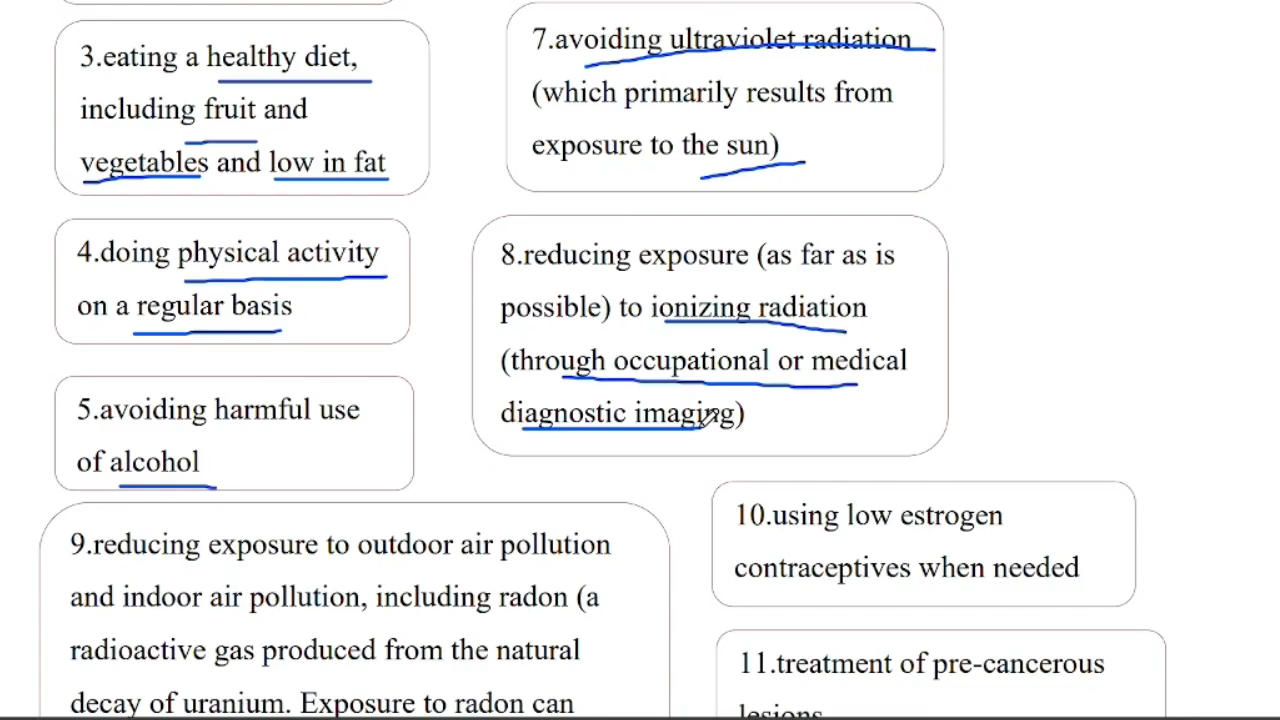 3.eating a healthy diet,
including fruit and
vegetables and low in fat
4.doing physical activity
on a regular basis
5.avoiding harmful use
of alcohol
7.avoiding ultraviolet radiation
(which primarily results from
exposure to the sun)
8.reducing exposure (as far as is
possible) to ionizing radiation
(through occupational or medical
diagnostic imaging)
9.reducing exposure to outdoor air pollution
and indoor air pollution, including radon (a
radioactive gas produced from the natural
decay of uranium. Exposure to radon can
10.using low estrogen
contraceptives when needed
11.treatment of pre-cancerous
lesions